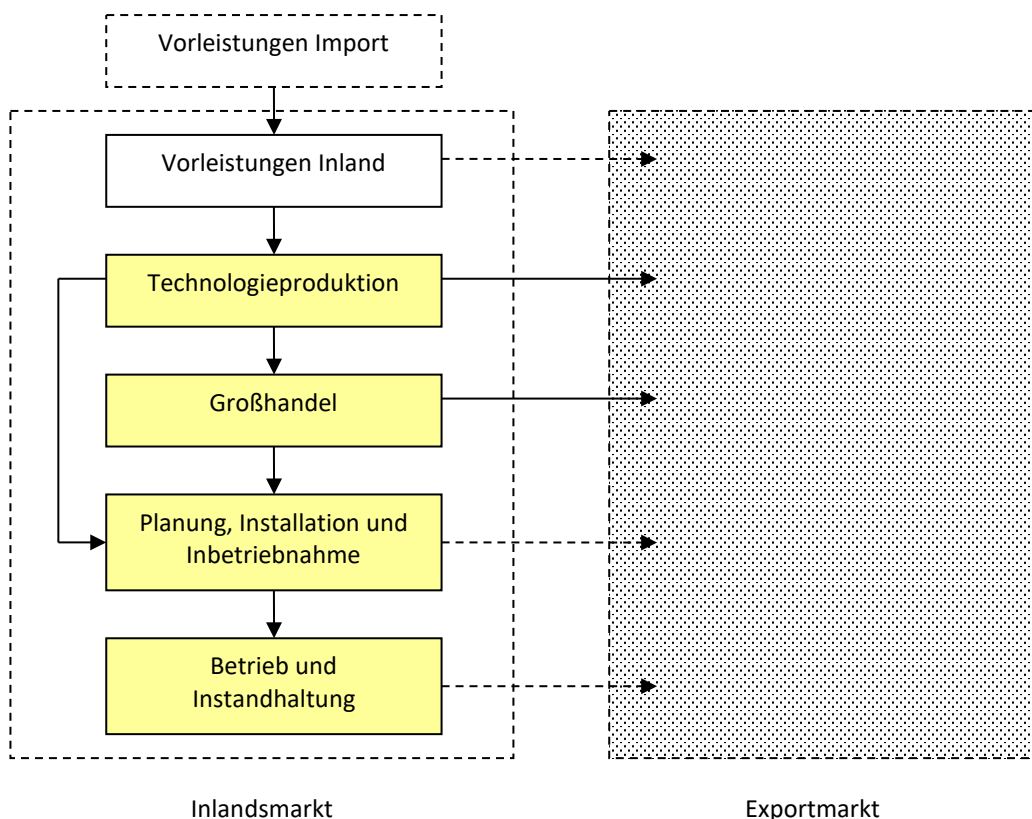 Vorleistungen Import
Vorleistungen Inland
Technologieproduktion
Großhandel
Planung, Installation und
Inbetriebnahme
Betrieb und
Instandhaltung
Inlandsmarkt
Exportmarkt